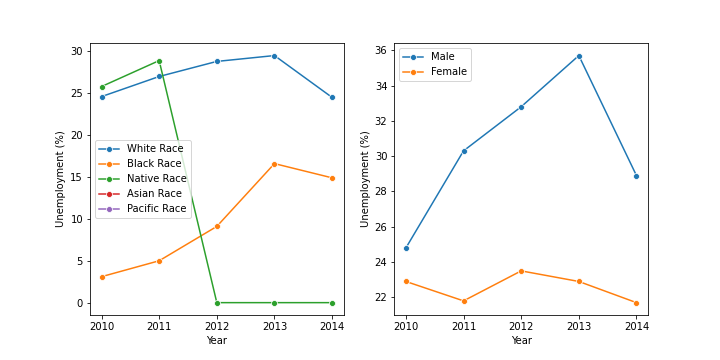 30
25
20
15
10
5
0
Unemployment (%)
White Race
Black Race
Native Race
Asian Race
Pacific Race
2010 2011 2012 2013 2014
Year
36
34
32
30
28
26
24
22
Unemployment (%)
Male
Female
2010 2011 2012 2013 2014
Year